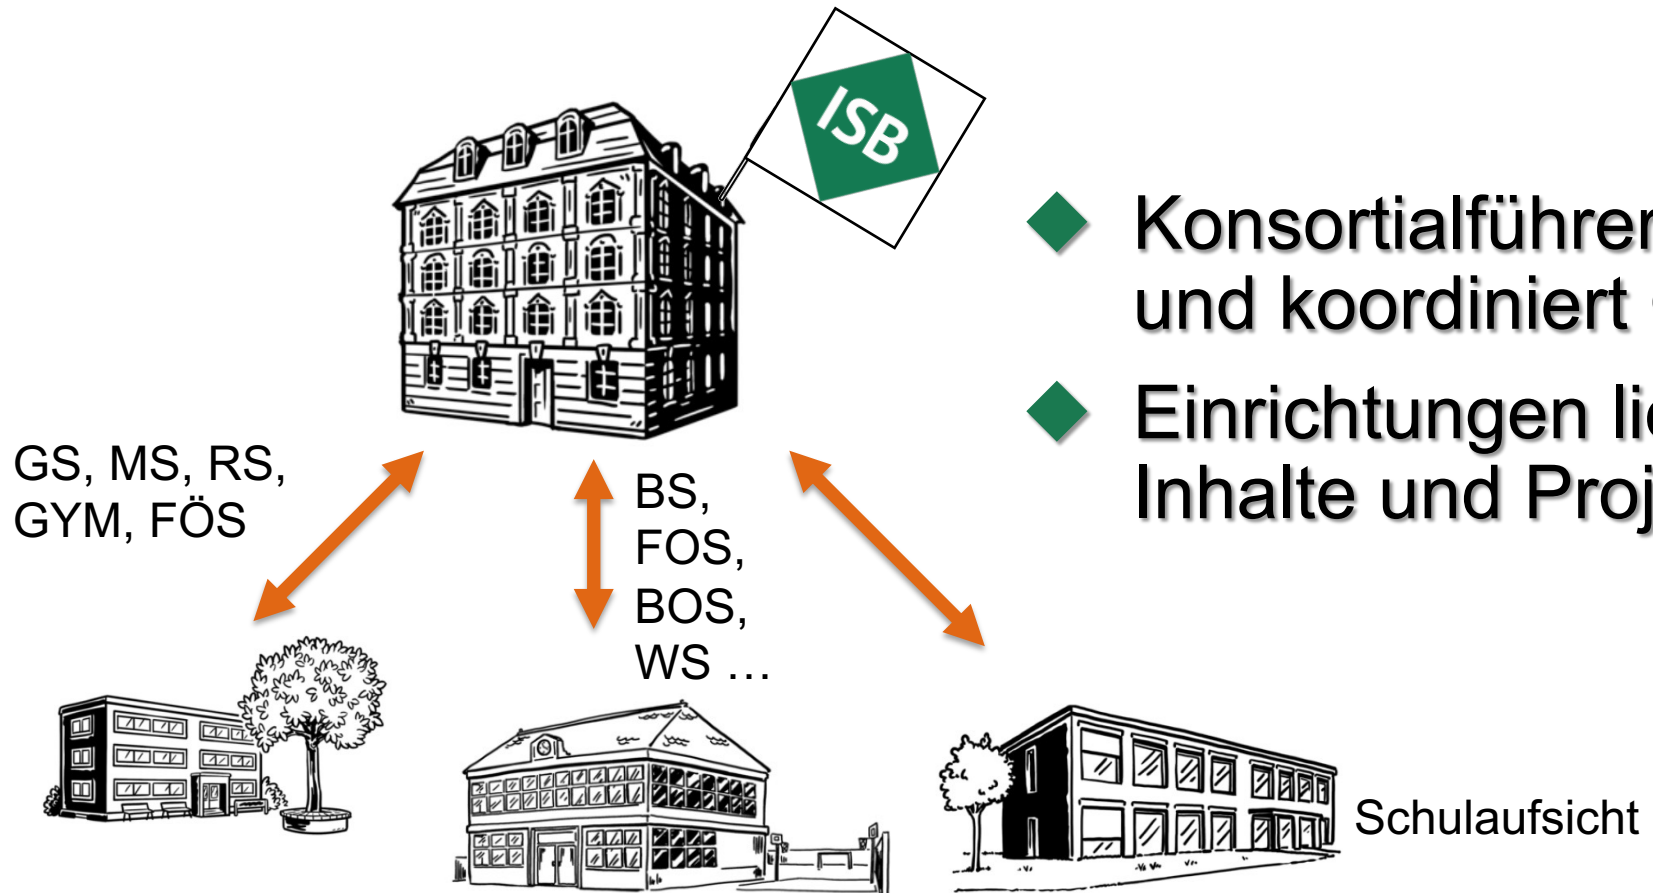 ISB
Konsortialführer
und koordiniert
Einrichtungen
Inhalte und
GS, MS, RS,
GYM, FÖS
BS,
FOS,
BOS,
WS …
Schulaufsicht